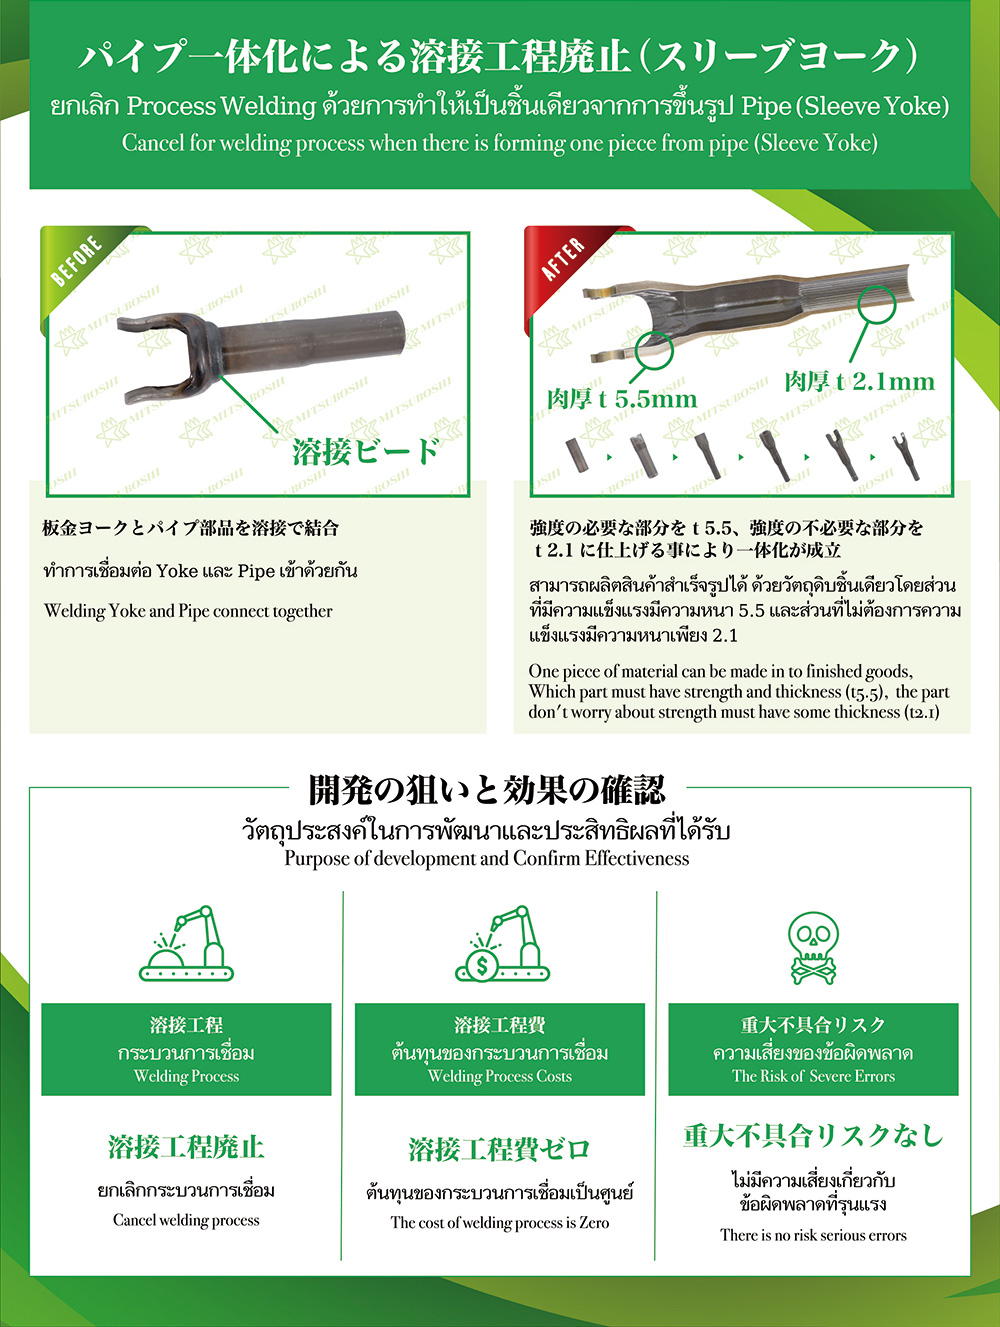 パイプ一体化による溶接工程廃止（スリーブヨーク）
ยกเลิก Process Welding ด้วยการทำให้เป็นชิ้นเดียวจากการขึ้นรูป Pipe (Sleeve Yoke)
Cancel for welding process when there is forming one piece from pipe (Sleeve Yoke)
BEFORE
溶接ビード
板金ヨークとパイプ部品を溶接で結合
ทำการเชื่อมต่อ Yoke และ Pipe เข้าด้วยกัน
Welding Yoke and Pipe connect together
AFTER
肉厚 t 5.5mm
肉厚 t 2.1mm
強度の必要な部分を t 5.5、強度の不必要な部分を
t 2.1 に仕上げる事により一体化が成立
สามารถผลิตสินค้าสำเร็จรูปได้ ด้วยวัตถุดิบชิ้นเดียวโดยส่วน
ที่มีความแข็งแรงมีความหนา 5.5 และส่วนที่ไม่ต้องการความ
แข็งแรงมีความหนาเพียง 2.1
One piece of material can be made in to finished goods,
Which part must have strength and thickness (t5.5), the part
don't worry about strength must have some thickness (t2.1)
開発の狙いと効果の確認
วัตถุประสงค์ในการพัฒนาและประสิทธิผลที่ได้รับ
Purpose of development and Confirm Effectiveness
溶接工程
กระบวนการเชื่อม
Welding Process
溶接工程廃止
ยกเลิกกระบวนการเชื่อม
Cancel welding process
$
溶接工程費
ต้นทุนของกระบวนการเชื่อม
Welding Process Costs
溶接工程費ゼロ
ต้นทุนของกระบวนการเชื่อมเป็นศูนย์
The cost of welding process is Zero
重大不具合リスク
ความเสี่ยงของข้อผิดพลาด
The Risk of Severe Errors
重大不具合リスクなし
ไม่มีความเสี่ยงเกี่ยวกับ
ข้อผิดพลาดที่รุนแรง
There is no risk serious errors